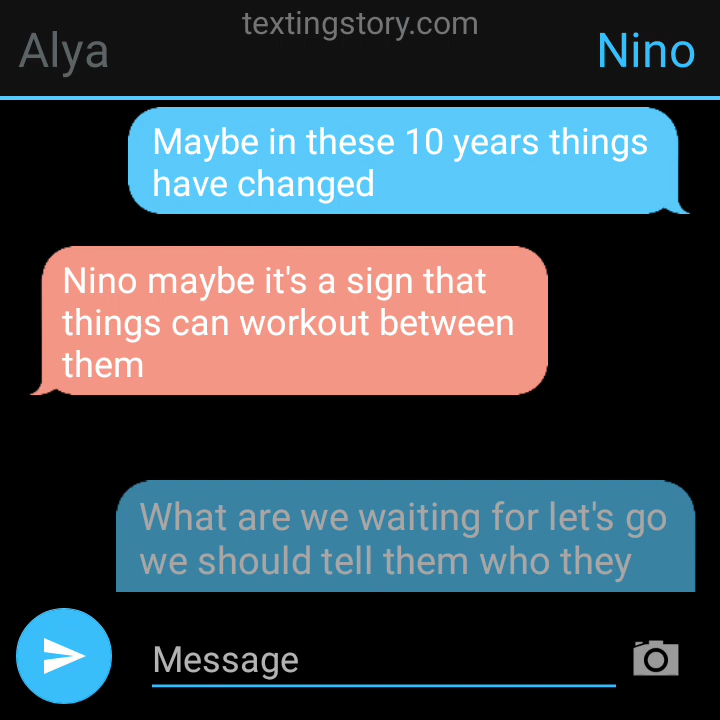 textingstory.com
Alya
Nino
Maybe in these 10 years things
have changed
Nino maybe it's a sign that
things can workout between
them
What are we waiting for let's go
we should tell them who they
Message